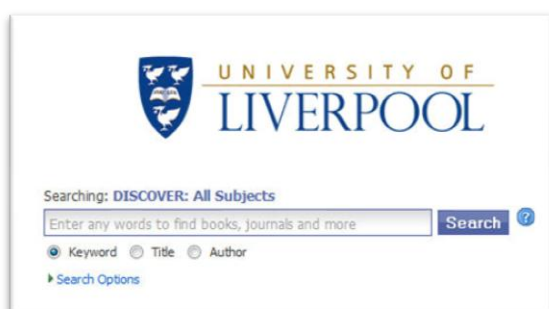 UNIVERSITY OF
LIVERPOOL
Searching: DISCOVER: All Subjects
Enter any words to find books, journals and more
Search
?
Keyword
Title
Author
Search Options